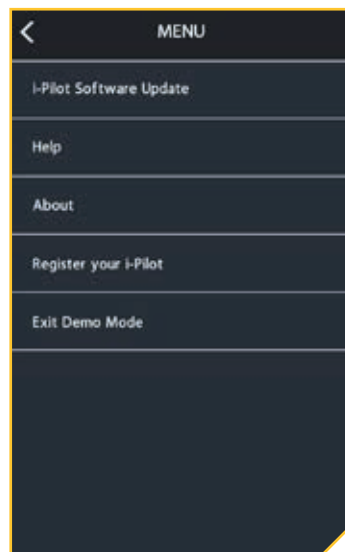 MENU
i-Pilot Software Update
Help
About
Register your i-Pilot
Exit Demo Mode